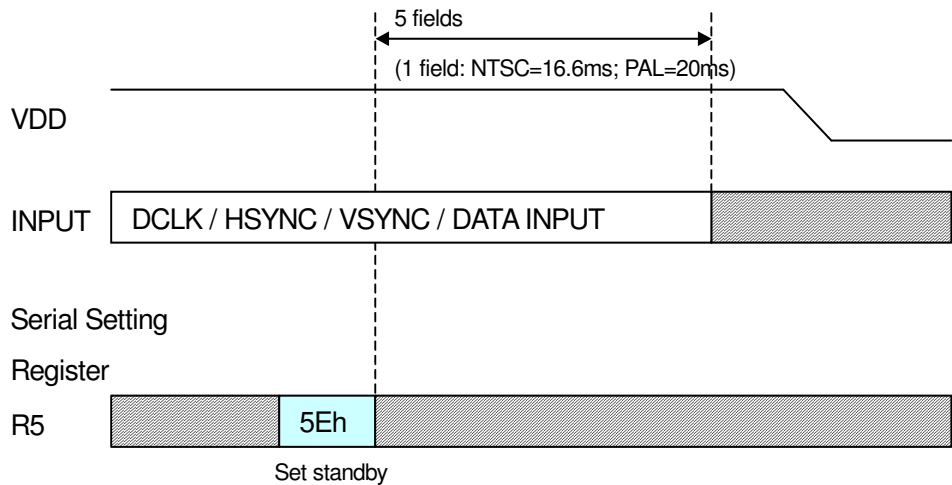 5 fields
(1 field: NTSC=16.6ms; PAL=20ms)
VDD
INPUT
DCLK / HSYNC / VSYNC / DATA INPUT
Serial Setting
Register
R5
5Eh
Set standby